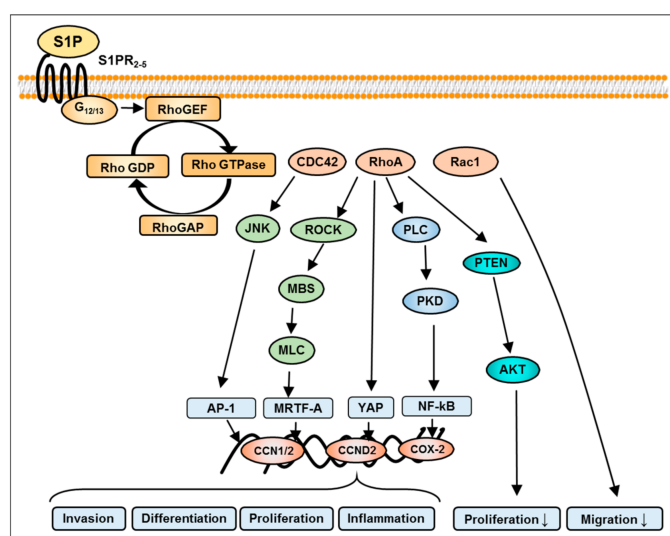 S1P
S1PR2-5
G12/13
RhoGEF
Rho GDP
Rho GTPase
RhoGAP
CDC42
RhoA
Rac1
JNK
ROCK
PLC
PTEN
MBS
PKD
MLC
AKT
AP-1
MRTF-A
YAP
NF-kB
CCN1/2
CCND2
COX-2
Invasion
Differentiation
Proliferation
Inflammation
Proliferation ↓
Migration ↓